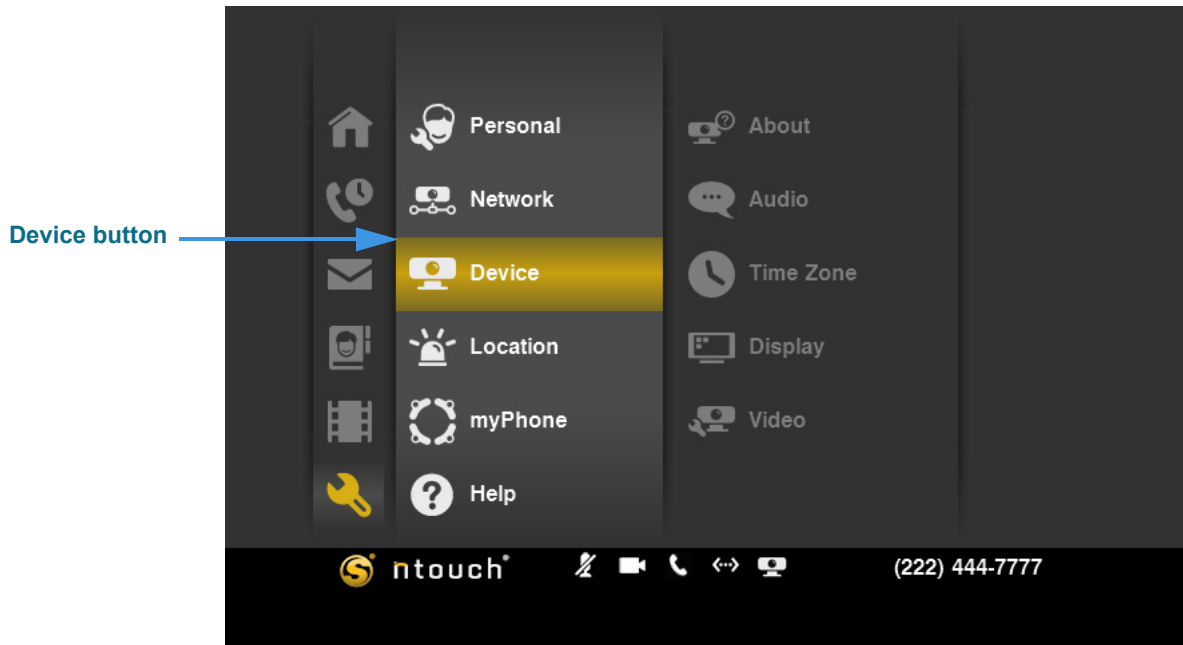 Personal
About
Network
Audio
Device button
Device
Time Zone
Location
Display
myPhone
Video
Help
ntouch
(222) 444-7777